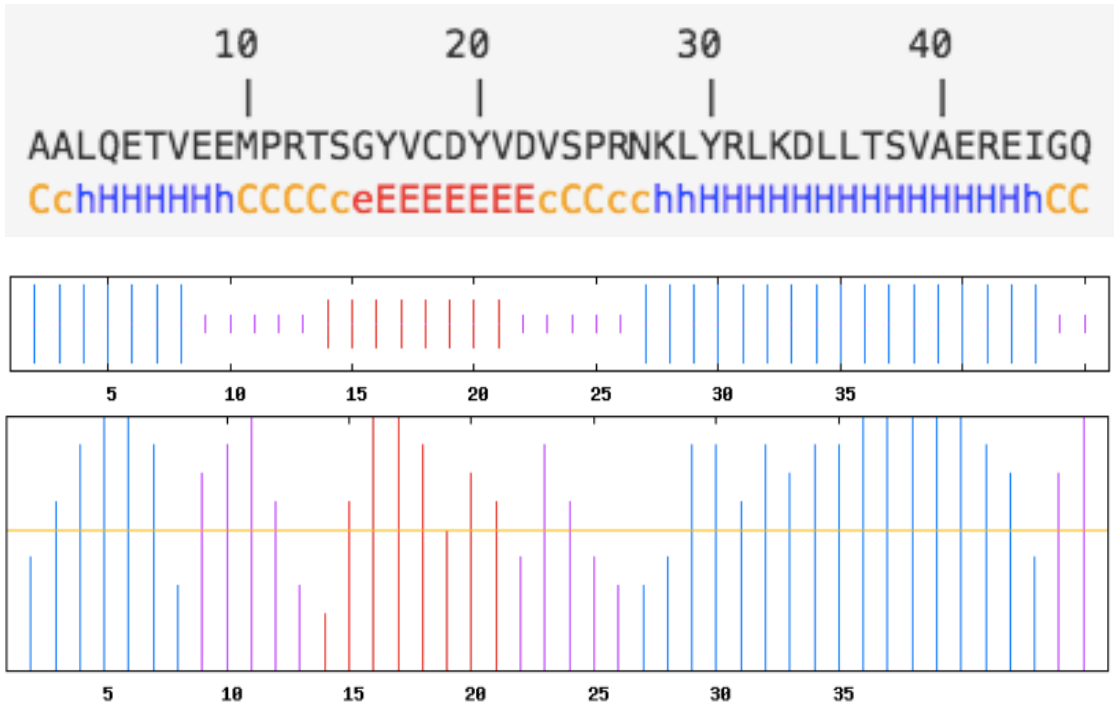 10 20 30 40
| | | |
AALQETVEEMPRTSGYVCDYVDVSPRNKLYRLKDLLTSVAEREIGQ
CchHHHHHhCCCCceEEEEEEEcCCcchhHHHHHHHHHHHHHHhCC
5 10 15 20 25 30 35
5 10 15 20 25 30 35